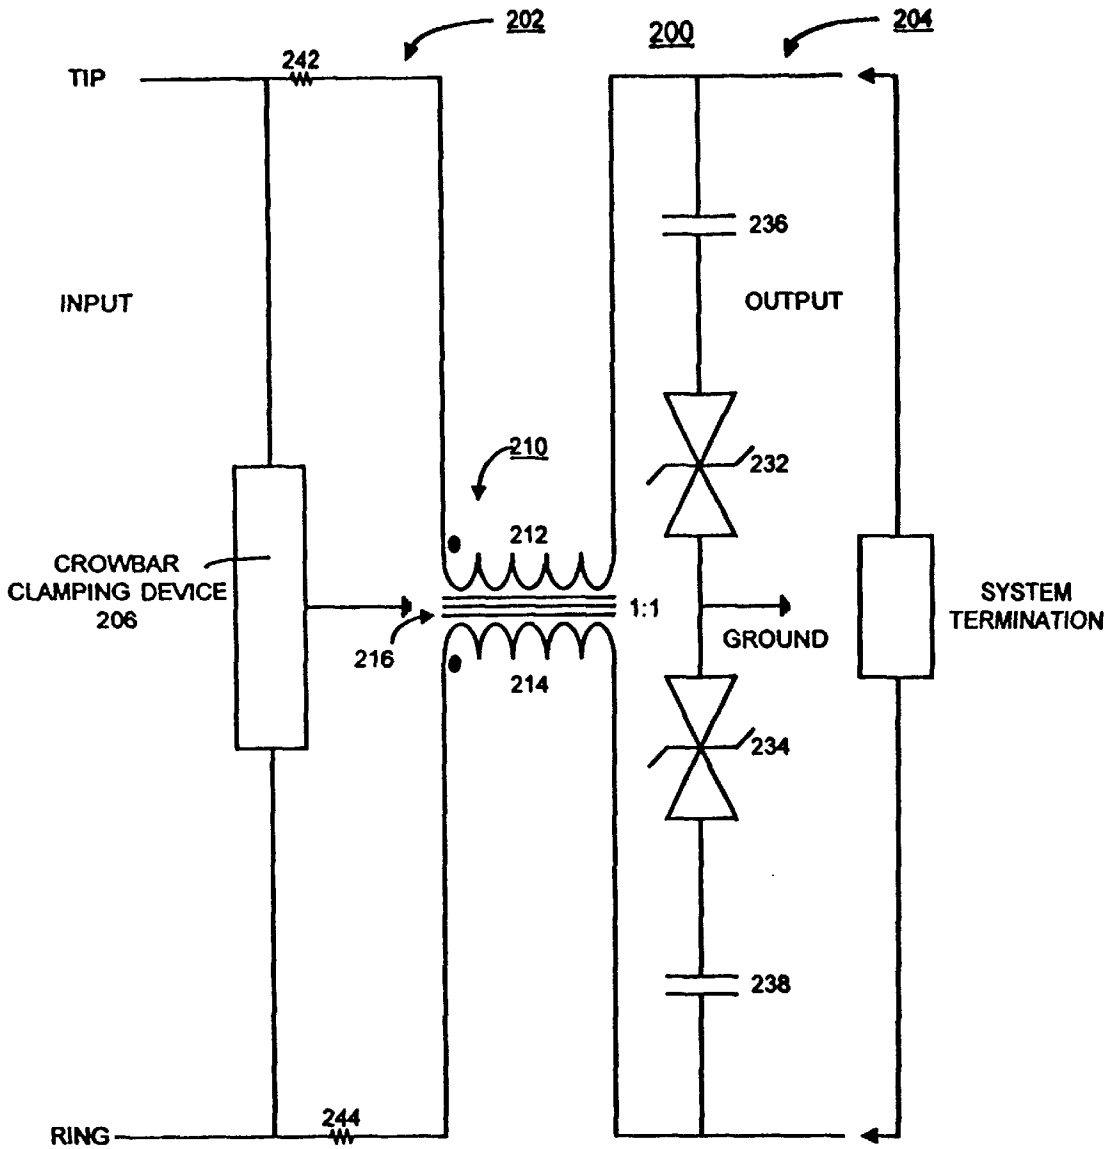 202
200
204
242
TIP
236
INPUT
OUTPUT
210
232
212
CROWBAR
CLAMPING DEVICE
206
1:1
SYSTEM
TERMINATION
GROUND
216
214
234
238
244
RING